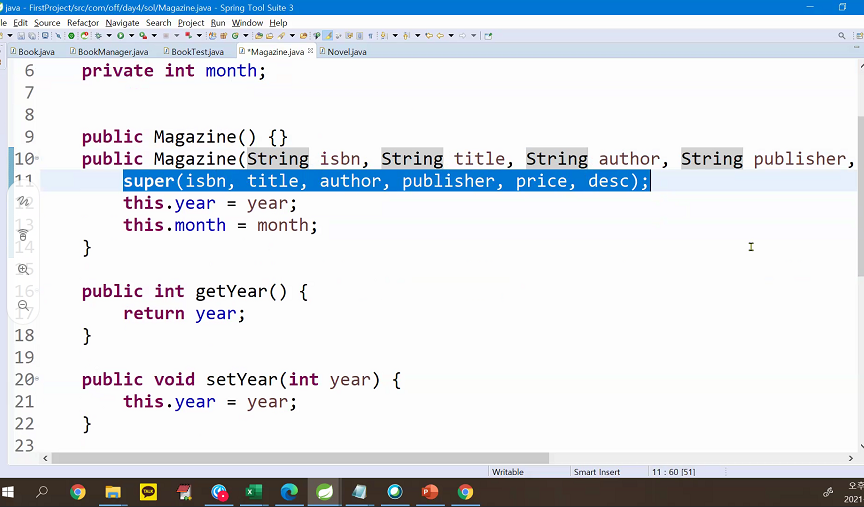 java - FirstProject/src/com/off/day4/sol/Magazine.java - Spring Tool Suite 3
le Edit Source Refactor Navigate Search Project Run Window Help
Book.java BookManager.java BookTest.java *Magazine.java Novel.java
6 private int month;
7
8
9 public Magazine() {}
10 public Magazine(String isbn, String title, String author, String publisher,
11 super(isbn, title, author, publisher, price, desc);
12 this.year = year;
13 this.month = month;
14 }
15
16 public int getYear() {
17 return year;
18 }
19
20 public void setYear(int year) {
21 this.year = year;
22 }
23
Writable Smart Insert 11 : 60 [51]
TALK
오후
2021-